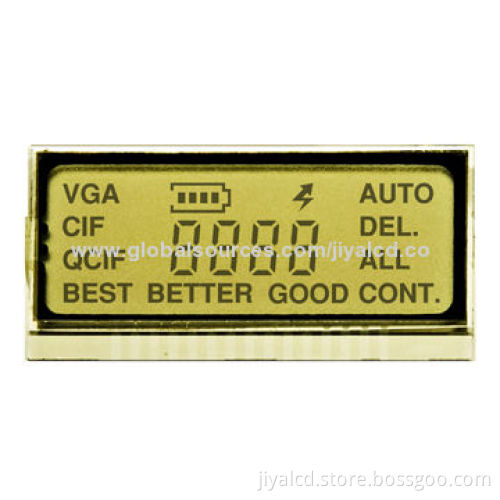 VGA AUTO
CIF 8888 DEL.
www.globalsources.com/jiyalcd.co
QCIF ALL
BEST BETTER GOOD CONT.
jiyalcd.store.bossgoo.com